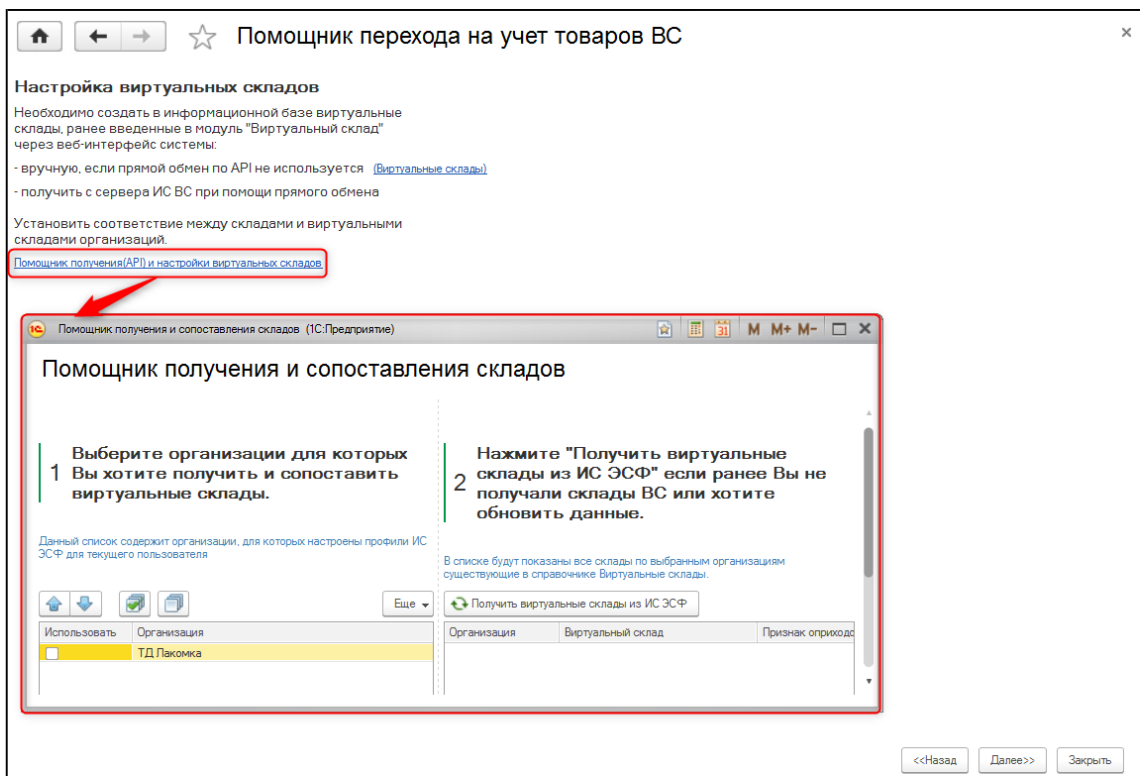 Помощник перехода на учет товаров ВС
Настройка виртуальных складов
Необходимо создать в информационной базе виртуальные
склады, ранее введенные в модуль "Виртуальный склад"
через веб-интерфейс системы:
- вручную, если прямой обмен по API не используется (Виртуальные склады)
- получить с сервера ИС ВС при помощи прямого обмена
Установить соответствие между складами и виртуальными
складами организаций.
Помощник получения(API) и настройки виртуальных складов
1С Помощник получения и сопоставления складов (1С:Предприятие) 31 M M+ M-
Помощник получения и сопоставления складов
1 Выберите организации для которых
Вы хотите получить и сопоставить
виртуальные склады.
Данный список содержит организации, для которых настроены профили ИС
ЭСФ для текущего пользователя
Еще
Использовать Организация
ТД Лакомка
2 Нажмите "Получить виртуальные
склады из ИС ЭСФ" если ранее Вы не
получали склады ВС или хотите
обновить данные.
В списке будут показаны все склады по выбранным организациям
существующие в справочнике Виртуальные склады.
Получить виртуальные склады из ИС ЭСФ
Организация Виртуальный склад Признак оприходо
<<Назад Далее>> Закрыть